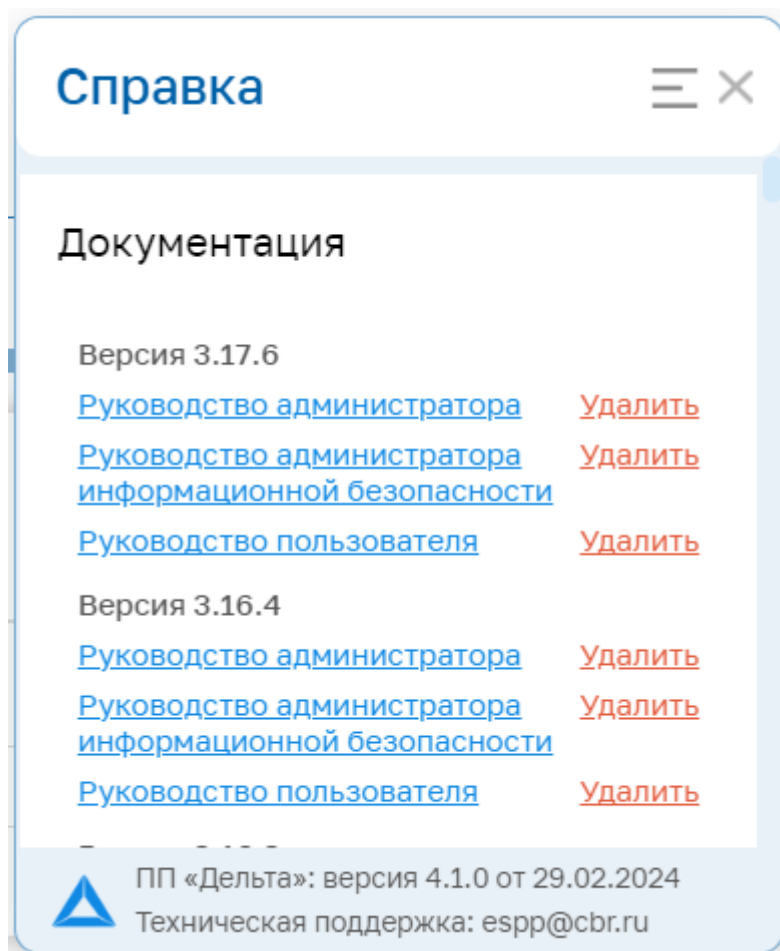 Справка
Документация
Версия 3.17.6
Руководство администратора Удалить
Руководство администратора Удалить
информационной безопасности
Руководство пользователя Удалить
Версия 3.16.4
Руководство администратора Удалить
Руководство администратора Удалить
информационной безопасности
Руководство пользователя Удалить
ПП «Дельта»: версия 4.1.0 от 29.02.2024
Техническая поддержка: espp@cbr.ru